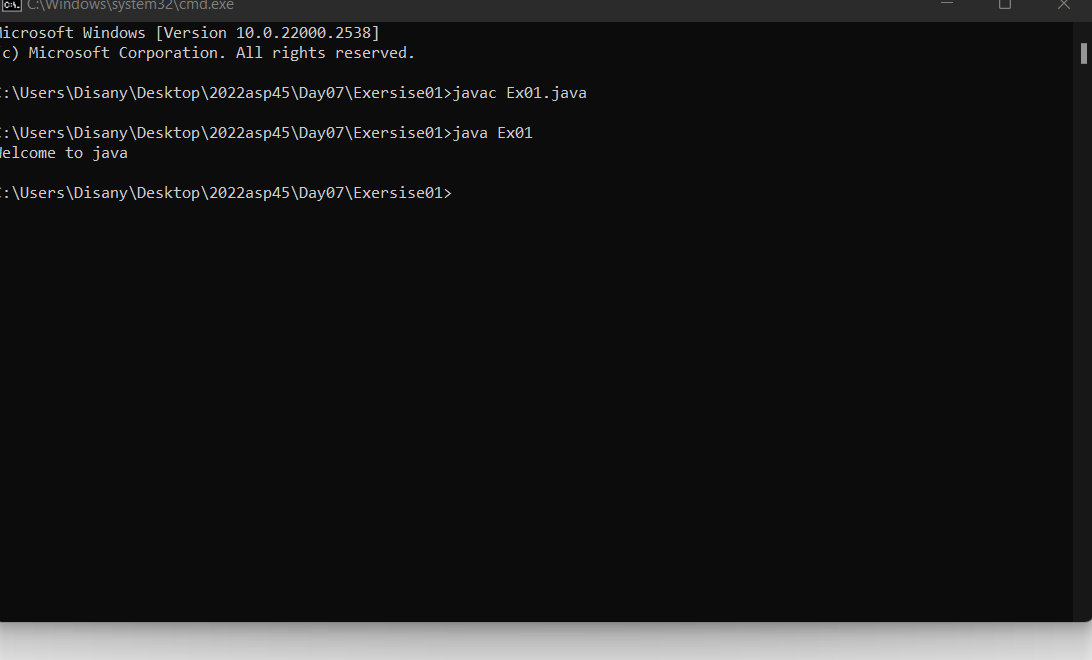 C:\Windows\system32\cmd.exe
Microsoft Windows [Version 10.0.22000.2538]
(c) Microsoft Corporation. All rights reserved.
C:\Users\Disany\Desktop\2022asp45\Day07\Exersise01>javac Ex01.java
C:\Users\Disany\Desktop\2022asp45\Day07\Exersise01>java Ex01
Welcome to java
C:\Users\Disany\Desktop\2022asp45\Day07\Exersise01>